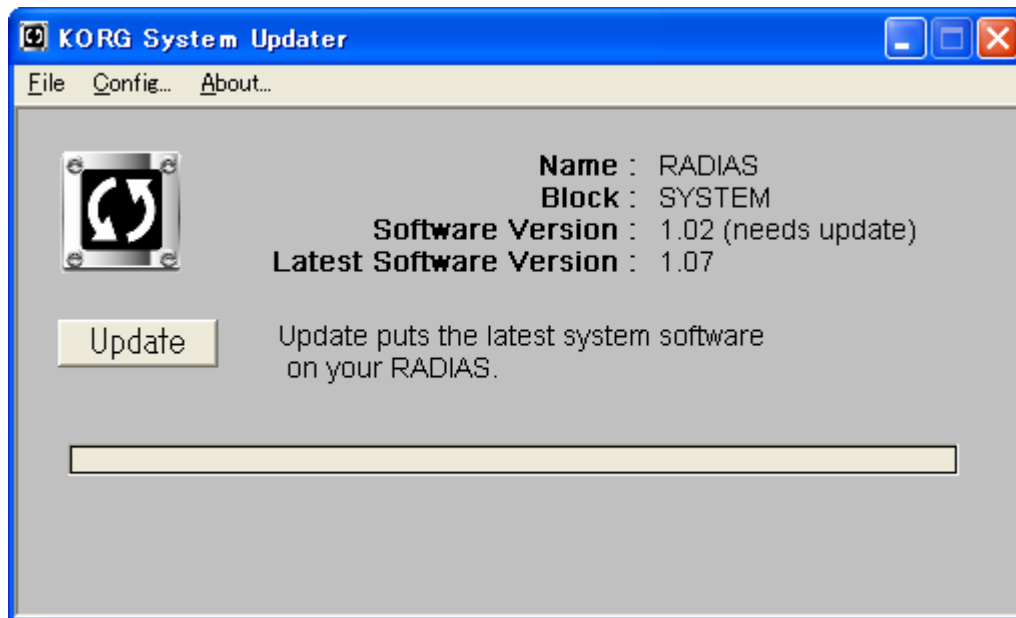 KORG System Updater
File Config... About...
Name : RADIAS
Block : SYSTEM
Software Version : 1.02 (needs update)
Latest Software Version : 1.07
Update
Update puts the latest system software
on your RADIAS.